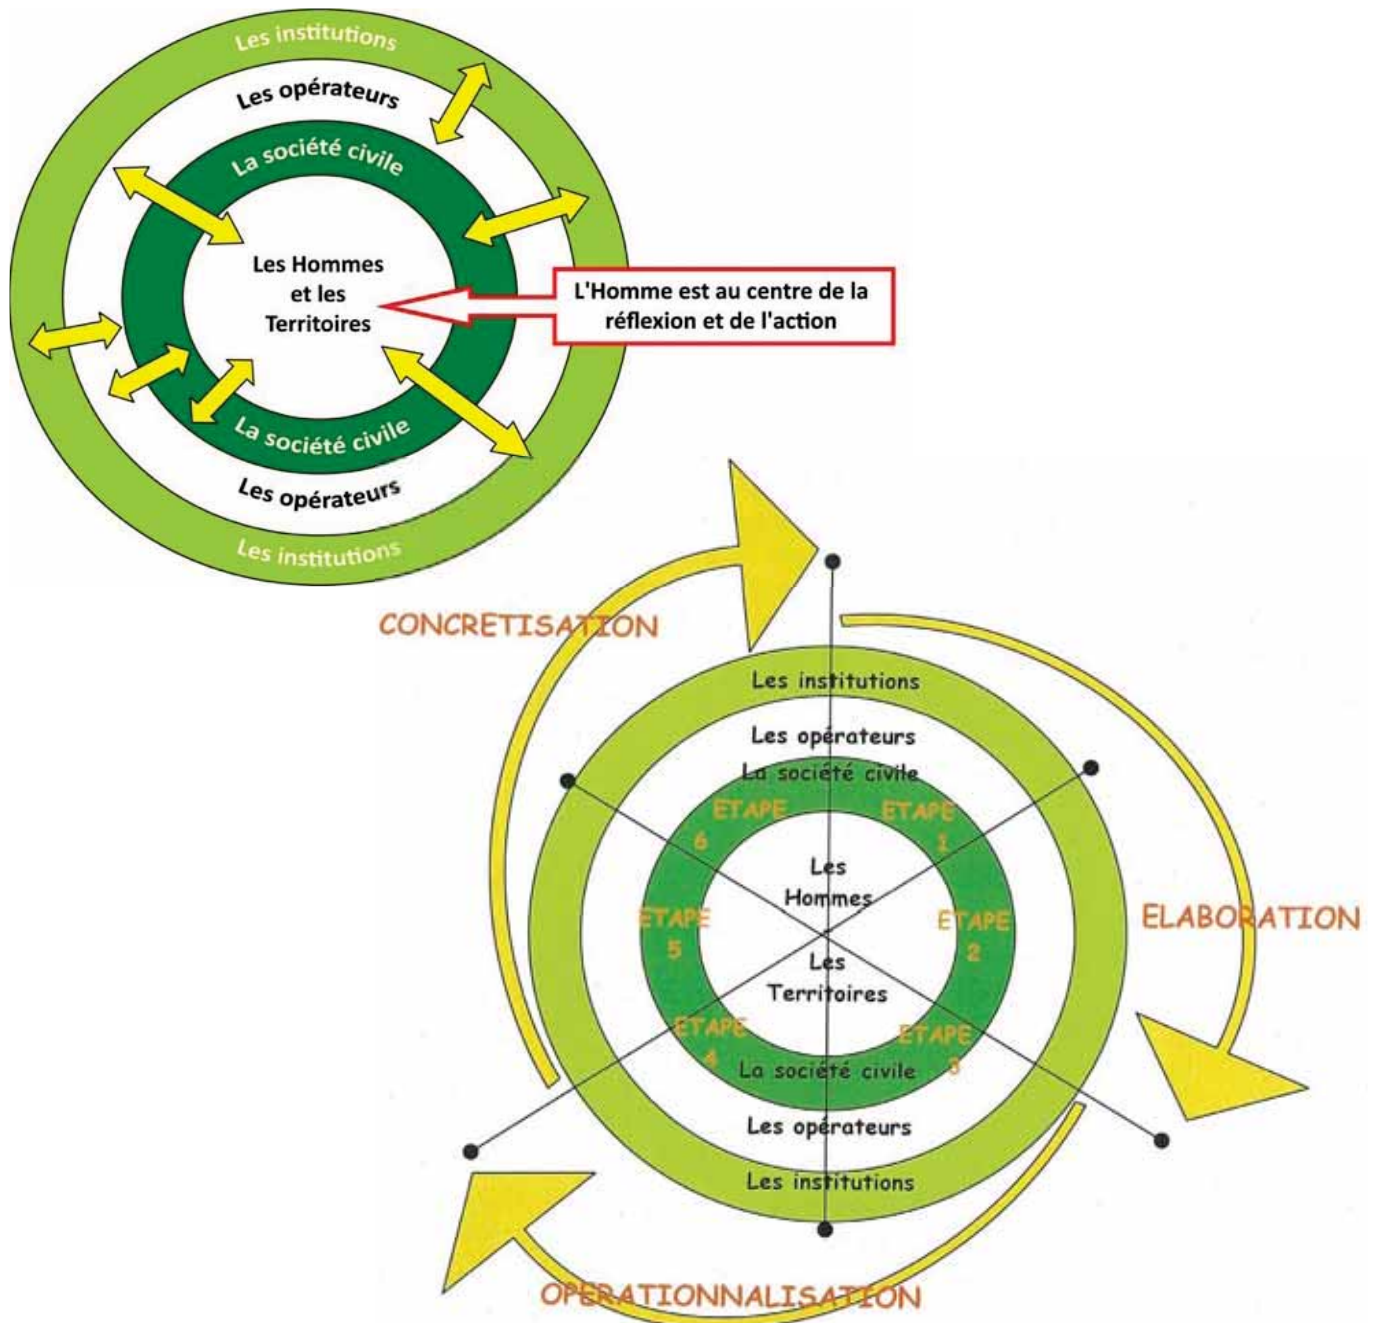 Les institutions
Les opérateurs
La société civile
Les Hommes
et les
Territoires
L'Homme est au centre de la
réflexion et de l'action
La société civile
Les opérateurs
Les institutions
CONCRETISATION
Les institutions
Les opérateurs
La société civile
ETAPE
6
ETAPE
1
Les
Hommes
ETAPE
5
ETAPE
2
ELABORATION
Les
Territoires
ETAPE
4
ETAPE
3
La société civile
Les opérateurs
Les institutions
OPERATIONNALISATION